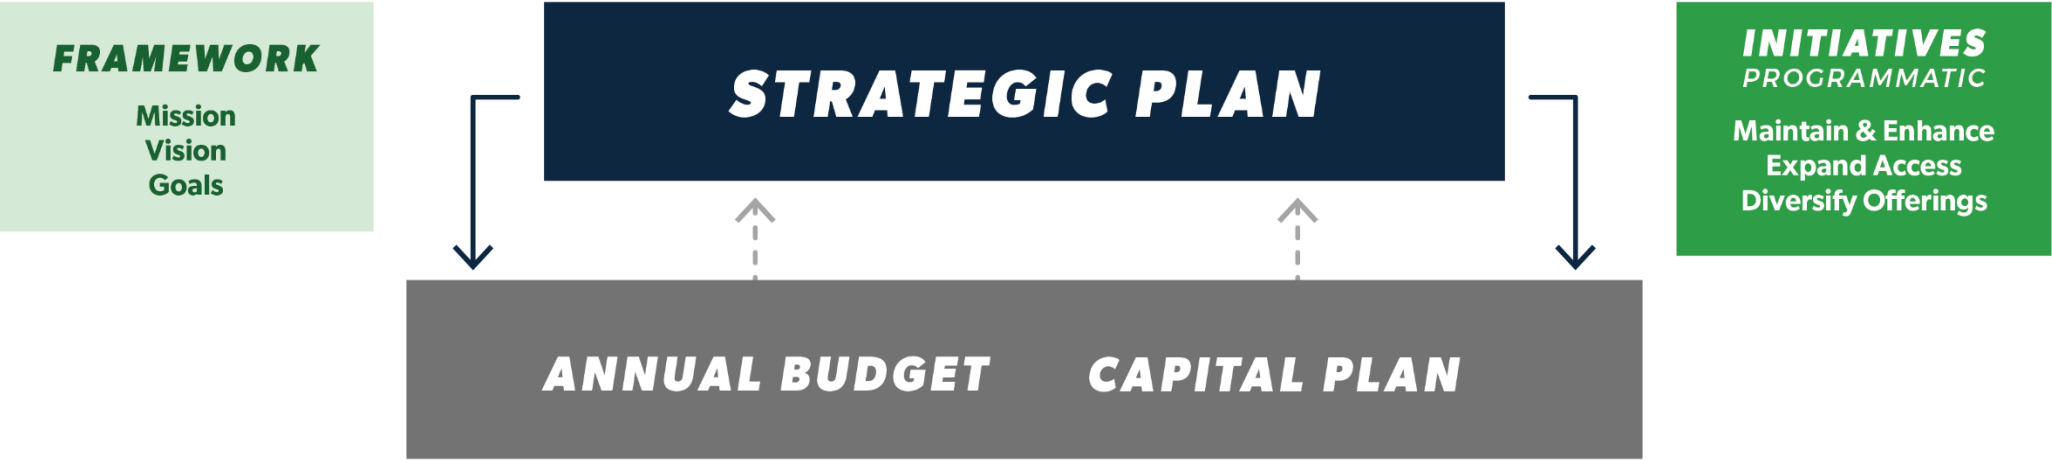 FRAMEWORK
Mission
Vision
Goals
STRATEGIC PLAN
INITIATIVES
PROGRAMMATIC
Maintain & Enhance
Expand Access
Diversify Offerings
ANNUAL BUDGET
CAPITAL PLAN